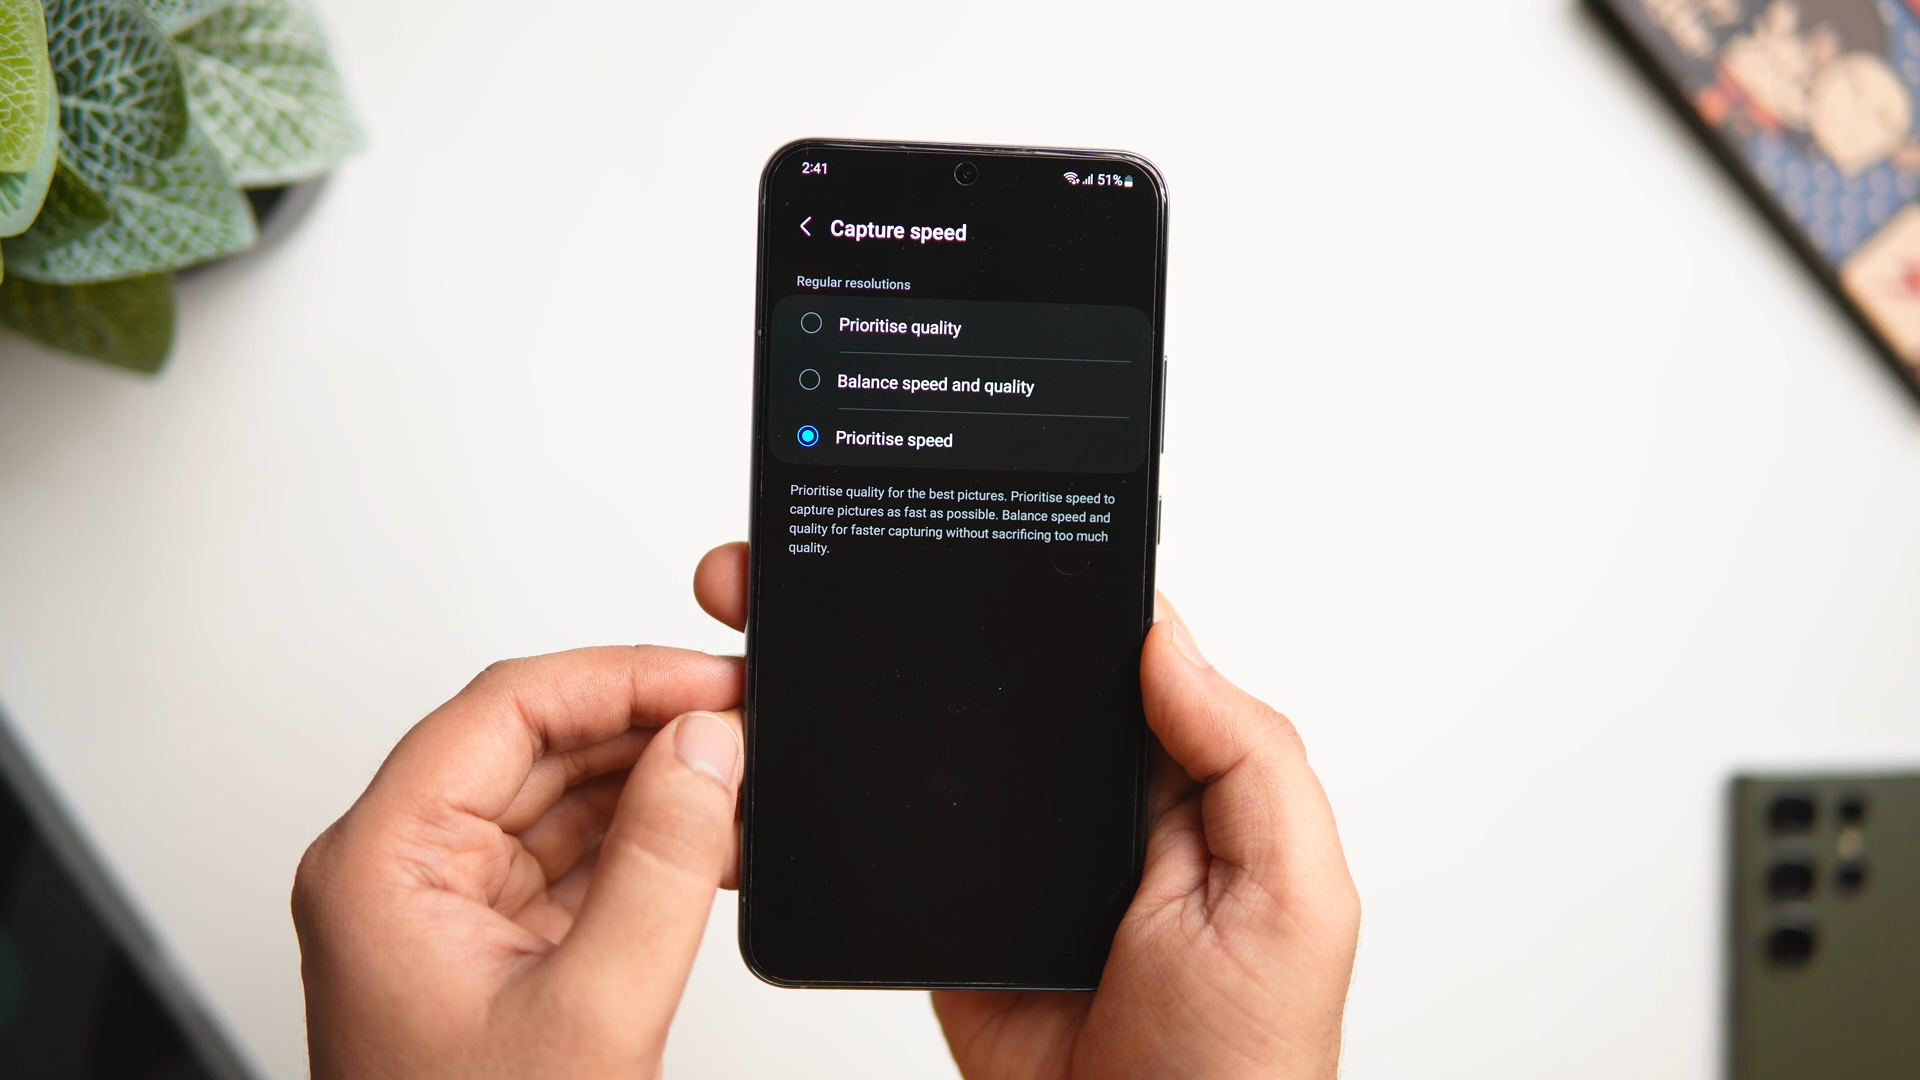 2:41
51%
Capture speed
Regular resolutions
Prioritise quality
Balance speed and quality
Prioritise speed
Prioritise quality for the best pictures. Prioritise speed to
capture pictures as fast as possible. Balance speed and
quality for faster capturing without sacrificing too much
quality.